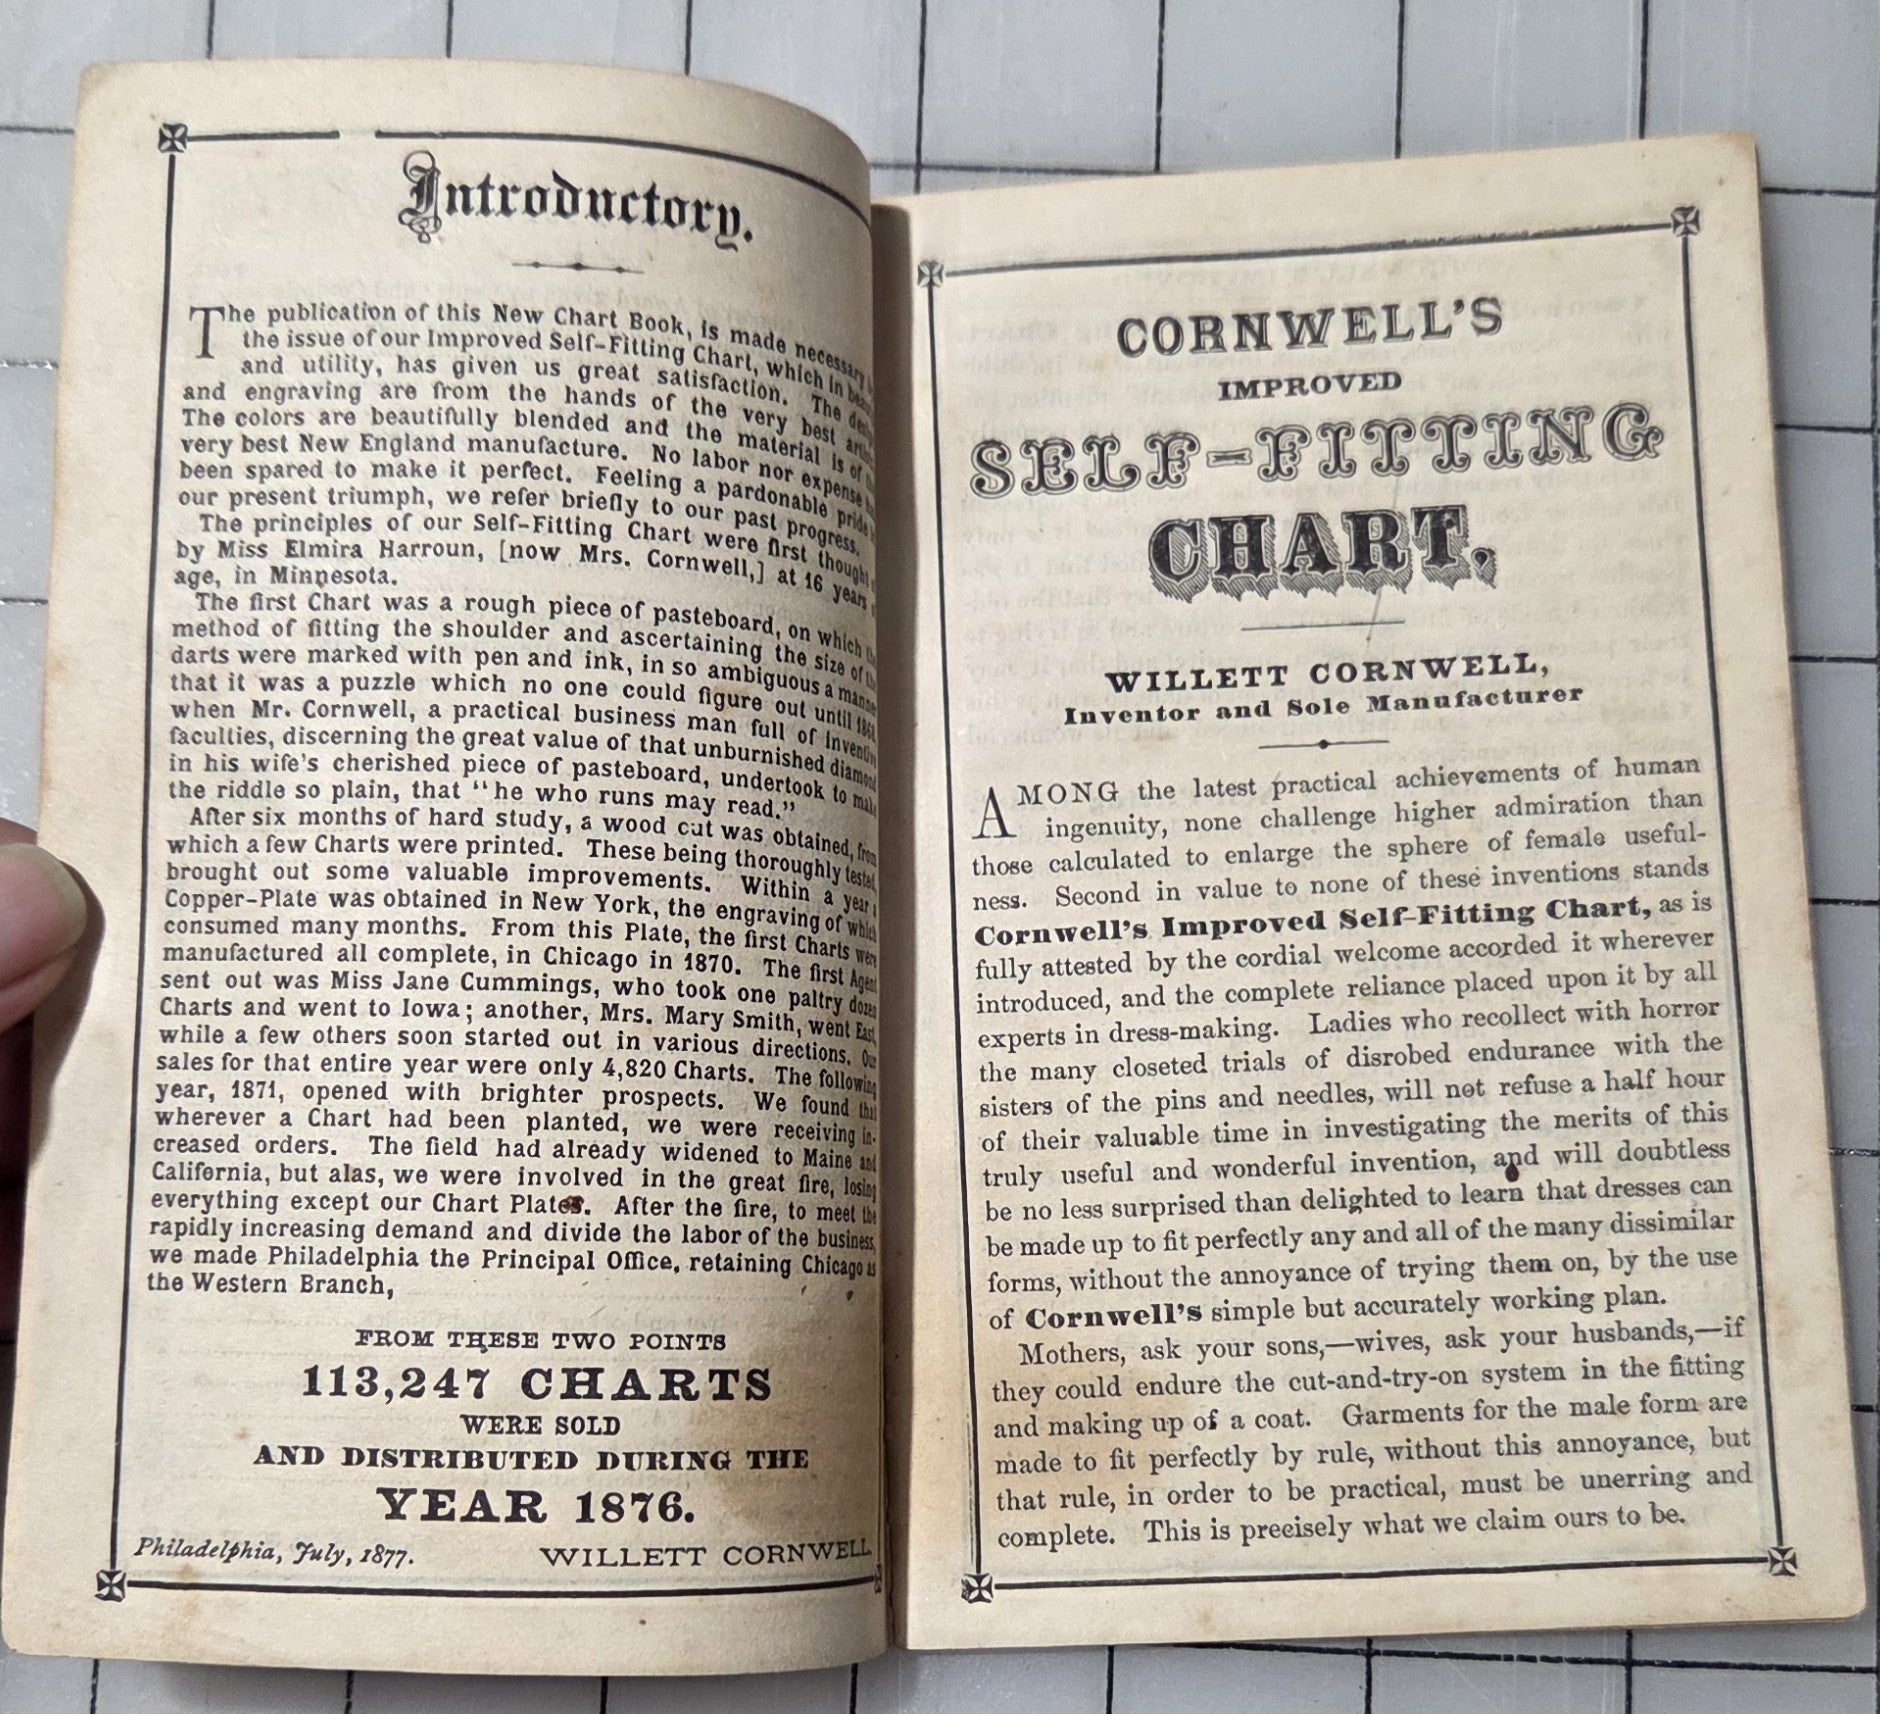 Introductory.
The publication of this New Chart Book, is made necessary
the issue of our Improved Self-Fitting Chart, which in
and utility, has given us great satisfaction. The
and engraving are from the hands of the very best
The colors are beautifully blended and the material is of
very best New England manufacture. No labor nor expense
been spared to make it perfect. Feeling a pardonable pride
our present triumph, we refer briefly to our past progress.
The principles of our Self-Fitting Chart were first thought
by Miss Elmira Harroun, [now Mrs. Cornwell,] at 16 years
age, in Minnesota.
The first Chart was a rough piece of pasteboard, on which
method of fitting the shoulder and ascertaining the size of
darts were marked with pen and ink, in so ambiguous a manner
that it was a puzzle which no one could figure out until
when Mr. Cornwell, a practical business man full of inventive
faculties, discerning the great value of that unburnished diamond
in his wife's cherished piece of pasteboard, undertook to make
the riddle so plain, that "he who runs may read."
After six months of hard study, a wood cut was obtained, from
which a few Charts were printed. These being thoroughly tested,
brought out some valuable improvements. Within a year a
Copper-Plate was obtained in New York, the engraving of which
consumed many months. From this Plate, the first Charts were
manufactured all complete, in Chicago in 1870. The first Agent
sent out was Miss Jane Cummings, who took one paltry dozen
Charts and went to Iowa; another, Mrs. Mary Smith, went East,
while a few others soon started out in various directions. Our
sales for that entire year were only 4,820 Charts. The following
year, 1871, opened with brighter prospects. We found that
wherever a Chart had been planted, we were receiving in-
creased orders. The field had already widened to Maine and
California, but alas, we were involved in the great fire, losing
everything except our Chart Plates. After the fire, to meet the
rapidly increasing demand and divide the labor of the business,
we made Philadelphia the Principal Office, retaining Chicago as
the Western Branch,
FROM THESE TWO POINTS
113,247 CHARTS
WERE SOLD
AND DISTRIBUTED DURING THE
YEAR 1876.
Philadelphia, July, 1877. WILLETT CORNWELL
CORNWELL'S
IMPROVED
SELF-FITTING
CHART,
WILLETT CORNWELL,
Inventor and Sole Manufacturer
AMONG the latest practical achievements of human
ingenuity, none challenge higher admiration than
those calculated to enlarge the sphere of female useful-
ness. Second in value to none of these inventions stands
Cornwell's Improved Self-Fitting Chart, as is
fully attested by the cordial welcome accorded it wherever
introduced, and the complete reliance placed upon it by all
experts in dress-making. Ladies who recollect with horror
the many closeted trials of disrobed endurance with the
sisters of the pins and needles, will not refuse a half hour
of their valuable time in investigating the merits of this
truly useful and wonderful invention, and will doubtless
be no less surprised than delighted to learn that dresses can
be made up to fit perfectly any and all of the many dissimilar
forms, without the annoyance of trying them on, by the use
of Cornwell's simple but accurately working plan.
Mothers, ask your sons,—wives, ask your husbands,—if
they could endure the cut-and-try-on system in the fitting
and making up of a coat. Garments for the male form are
made to fit perfectly by rule, without this annoyance, but
that rule, in order to be practical, must be unerring and
complete. This is precisely what we claim ours to be.